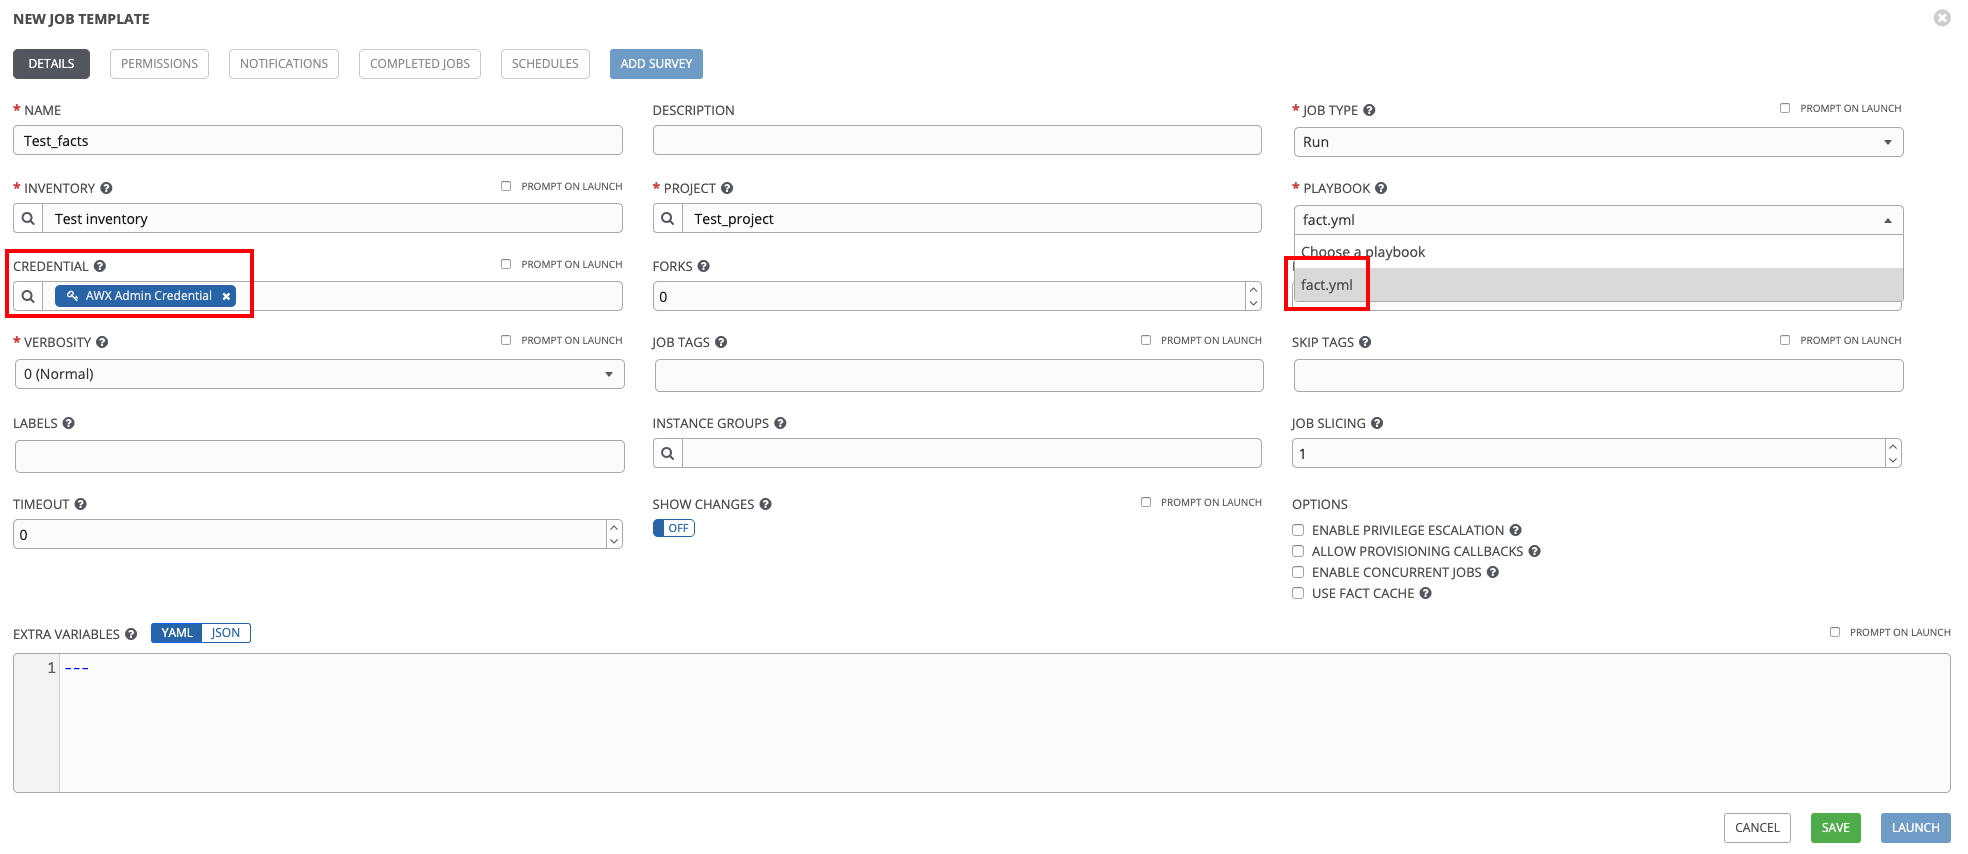 NEW JOB TEMPLATE
DETAILS PERMISSIONS NOTIFICATIONS COMPLETED JOBS SCHEDULES ADD SURVEY
* NAME DESCRIPTION * JOB TYPE PROMPT ON LAUNCH
Test_facts Run
* INVENTORY PROMPT ON LAUNCH * PROJECT * PLAYBOOK
Test inventory Test_project fact.yml
Choose a playbook
CREDENTIAL PROMPT ON LAUNCH FORKS
fact.yml
AWX Admin Credential 0
* VERBOSITY PROMPT ON LAUNCH JOB TAGS PROMPT ON LAUNCH SKIP TAGS PROMPT ON LAUNCH
0 (Normal)
LABELS INSTANCE GROUPS JOB SLICING
1
TIMEOUT SHOW CHANGES PROMPT ON LAUNCH OPTIONS
0 OFF ENABLE PRIVILEGE ESCALATION
ALLOW PROVISIONING CALLBACKS
ENABLE CONCURRENT JOBS
USE FACT CACHE
EXTRA VARIABLES YAML JSON PROMPT ON LAUNCH
1 ---
CANCEL SAVE LAUNCH